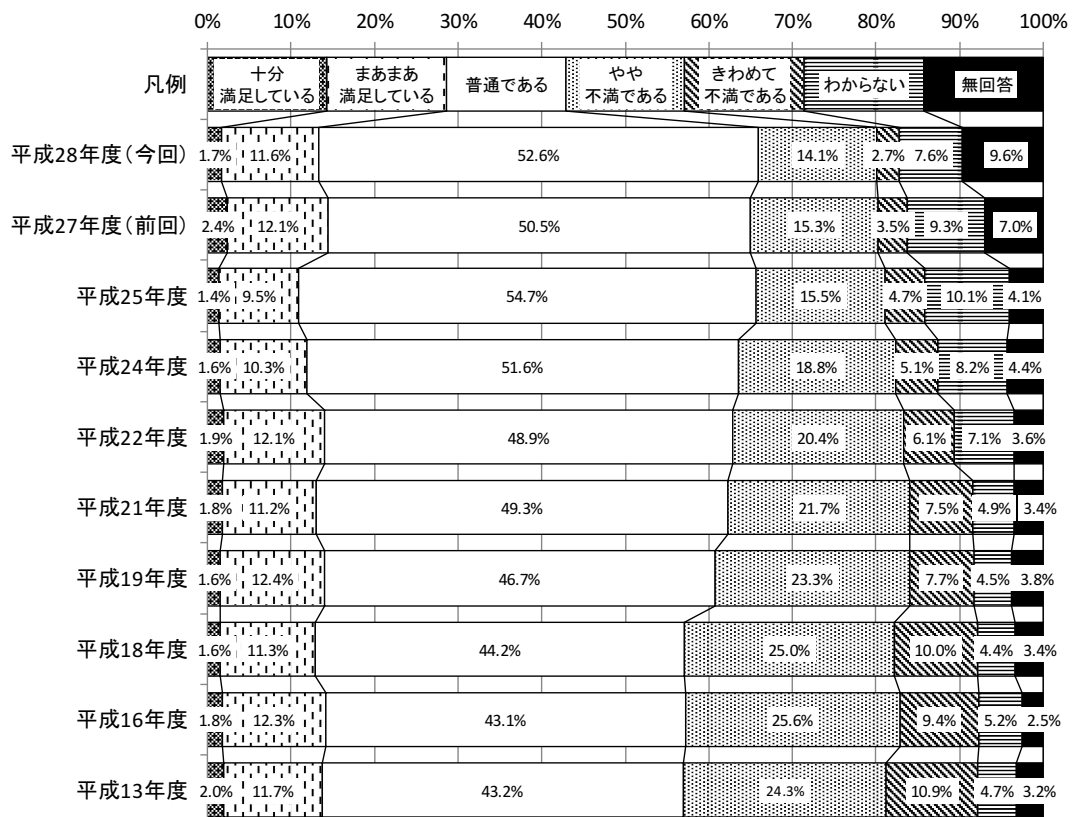 0% 10% 20% 30% 40% 50% 60% 70% 80% 90% 100%
凡例
十分
満足している
まあまあ
満足している
普通である
やや
不満である
きわめて
不満である
わからない
無回答
平成28年度(今回) 1.7% 11.6% 52.6% 14.1% 2.7% 7.6% 9.6%
平成27年度(前回) 2.4% 12.1% 50.5% 15.3% 3.5% 9.3% 7.0%
平成25年度 1.4% 9.5% 54.7% 15.5% 4.7% 10.1% 4.1%
平成24年度 1.6% 10.3% 51.6% 18.8% 5.1% 8.2% 4.4%
平成22年度 1.9% 12.1% 48.9% 20.4% 6.1% 7.1% 3.6%
平成21年度 1.8% 11.2% 49.3% 21.7% 7.5% 4.9% 3.4%
平成19年度 1.6% 12.4% 46.7% 23.3% 7.7% 4.5% 3.8%
平成18年度 1.6% 11.3% 44.2% 25.0% 10.0% 4.4% 3.4%
平成16年度 1.8% 12.3% 43.1% 25.6% 9.4% 5.2% 2.5%
平成13年度 2.0% 11.7% 43.2% 24.3% 10.9% 4.7% 3.2%